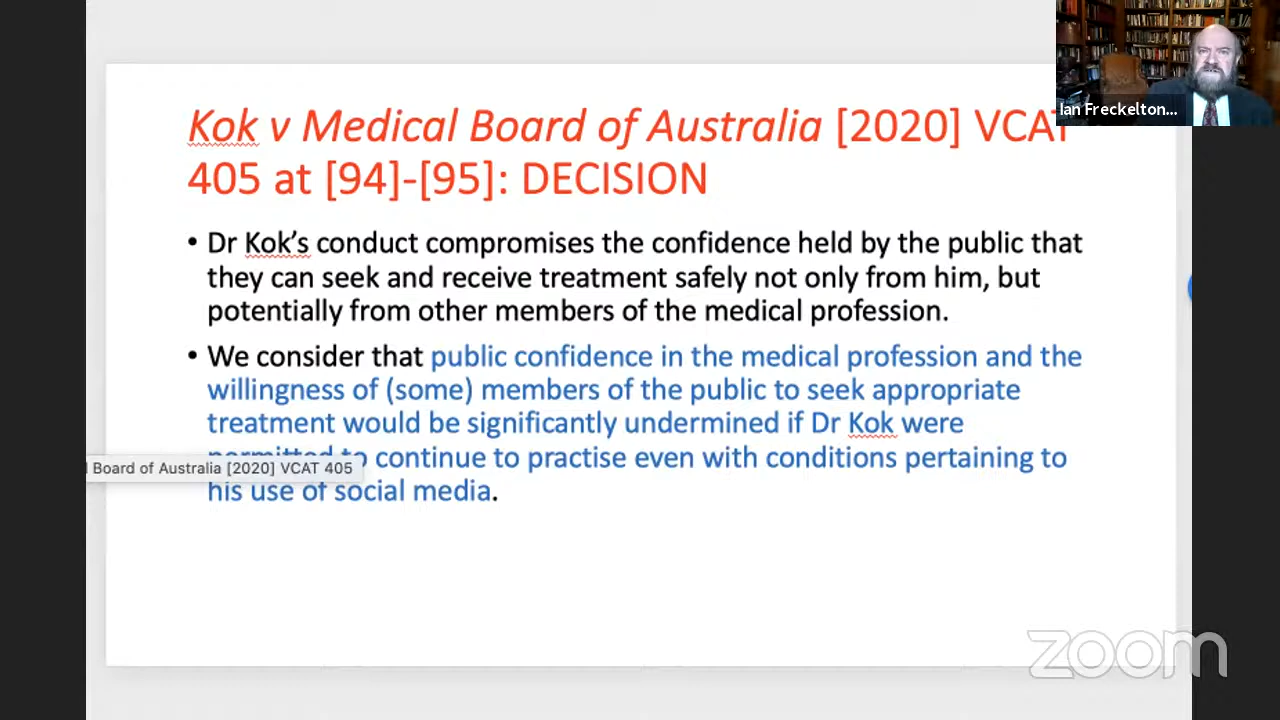 Ian Freckelton...
Kok v Medical Board of Australia [2020] VCAT
405 at [94]-[95]: DECISION
• Dr Kok's conduct compromises the confidence held by the public that
they can seek and receive treatment safely not only from him, but
potentially from other members of the medical profession.
• We consider that public confidence in the medical profession and the
willingness of (some) members of the public to seek appropriate
treatment would be significantly undermined if Dr Kok were
permitted to continue to practise even with conditions pertaining to
Board of Australia [2020] VCAT 405
his use of social media.
zoom